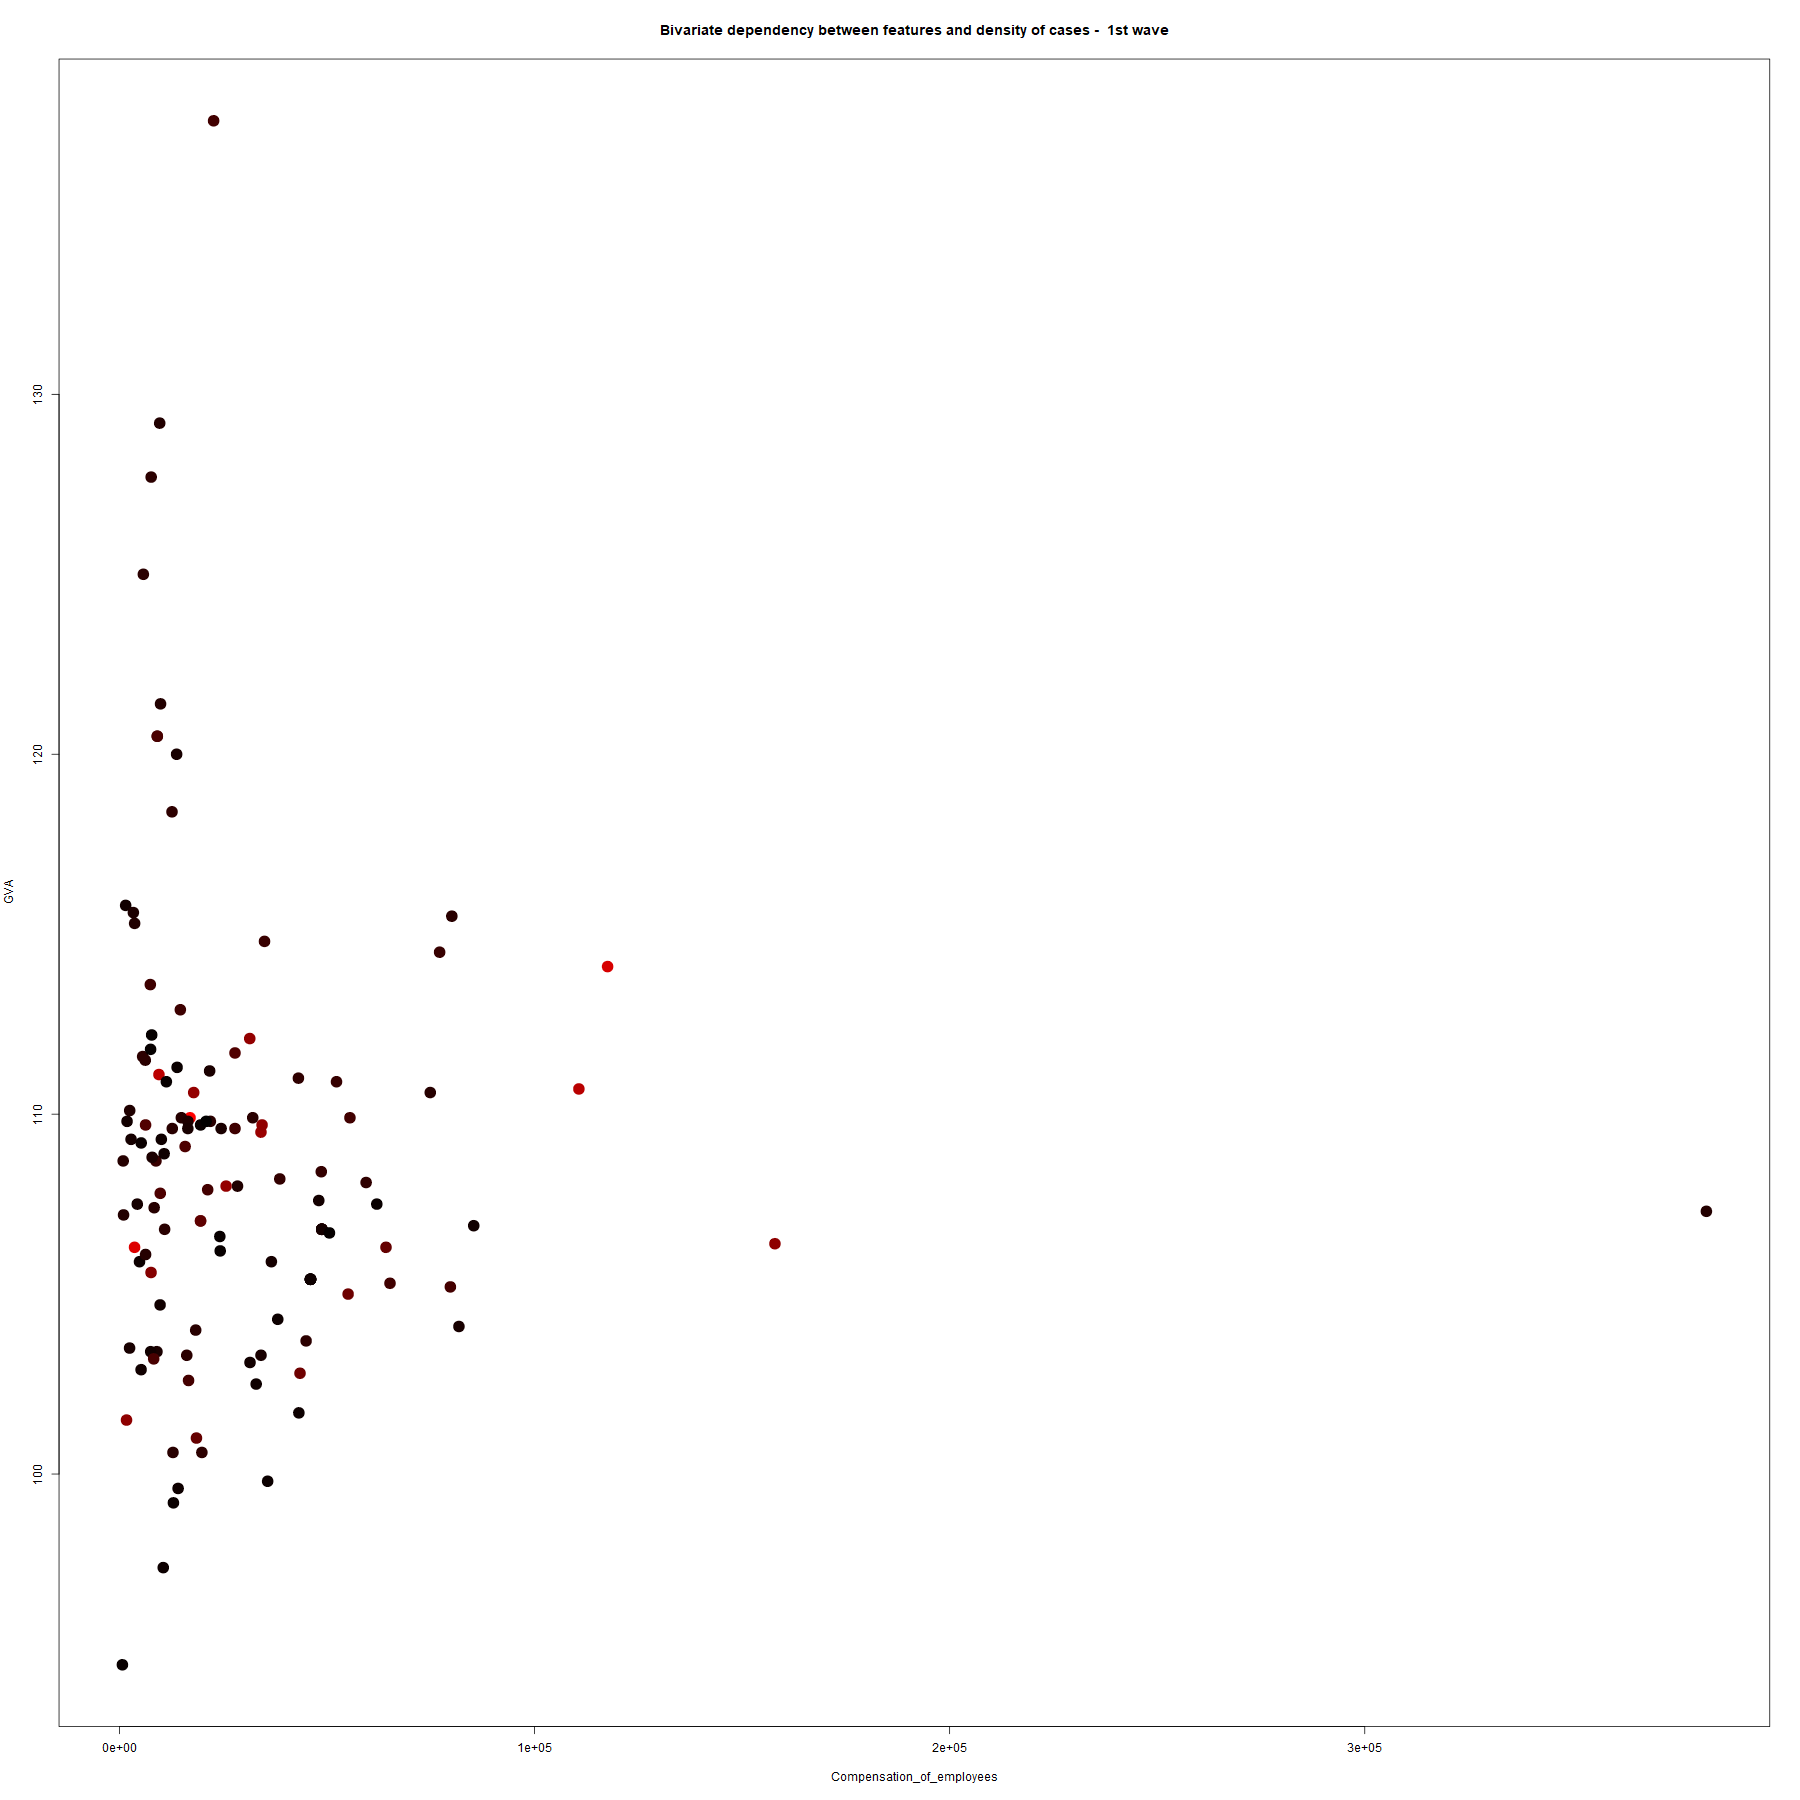 Bivariate dependency between features and density of cases -  1st wave
130
120
110
100
GVA
0e+00
1e+05
2e+05
3e+05
Compensation_of_employees